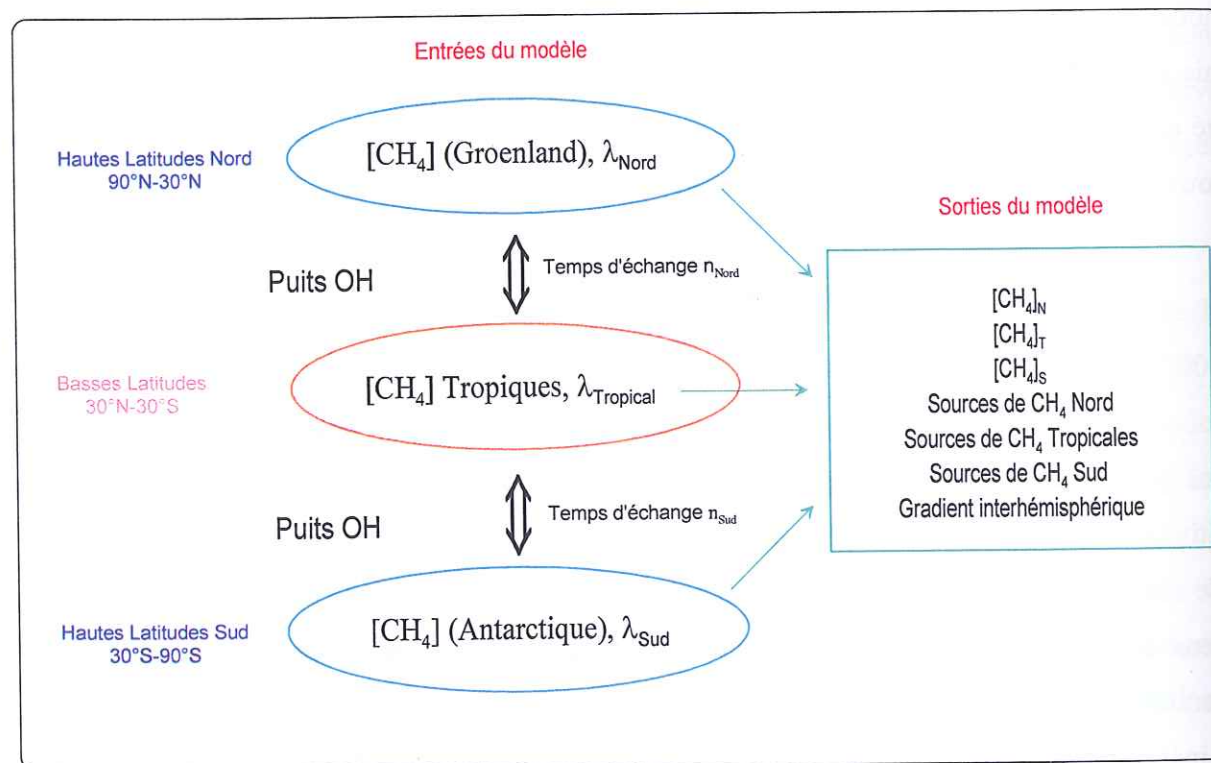 Entrées du modèle
Hautes Latitudes Nord
90°N-30°N
[CH₄] (Groenland), λNord
Sorties du modèle
Puits OH
Temps d'échange nNord
[CH₄]N
[CH₄]T
[CH₄]S
Sources de CH₄ Nord
Sources de CH₄ Tropicales
Sources de CH₄ Sud
Gradient interhémisphérique
Basses Latitudes
30°N-30°S
[CH₄] Tropiques, λTropical
Puits OH
Temps d'échange nSud
Hautes Latitudes Sud
30°S-90°S
[CH₄] (Antarctique), λSud